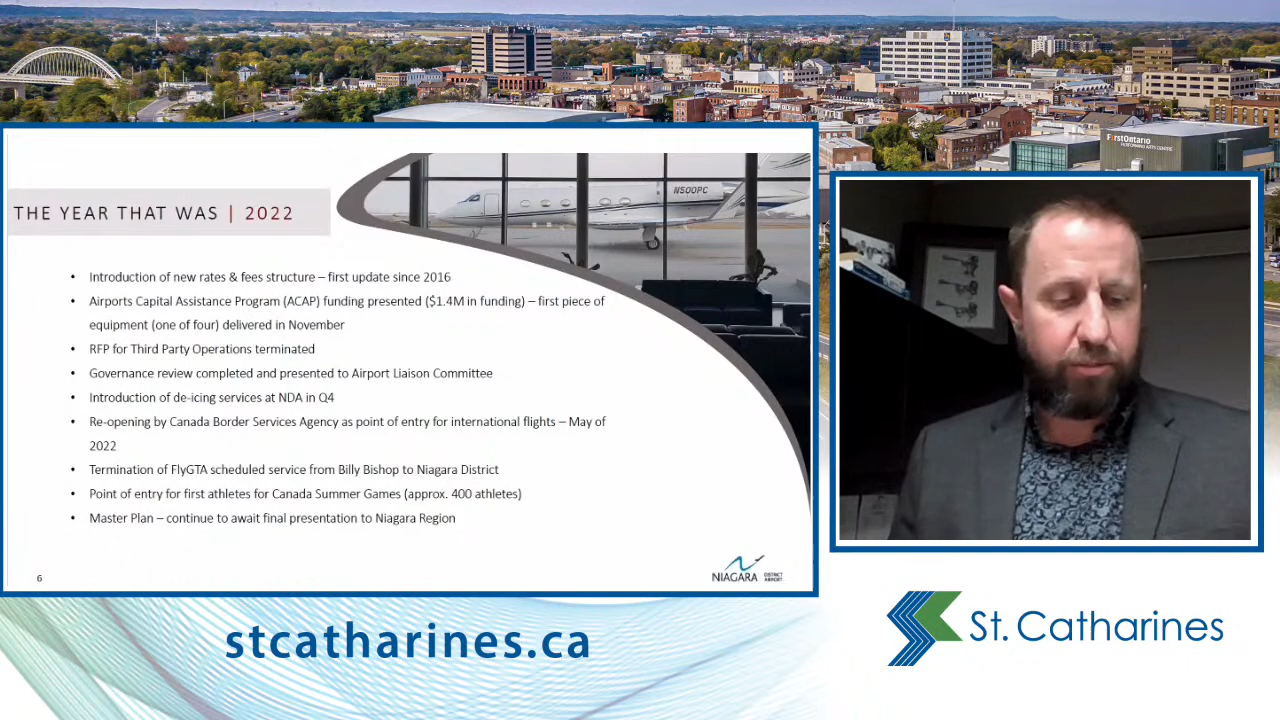 FirstOntario
PERFORMING ARTS CENTRE
N500PC
THE YEAR THAT WAS | 2022
• Introduction of new rates & fees structure – first update since 2016
• Airports Capital Assistance Program (ACAP) funding presented ($1.4M in funding) – first piece of
equipment (one of four) delivered in November
• RFP for Third Party Operations terminated
• Governance review completed and presented to Airport Liaison Committee
• Introduction of de-icing services at NDA in Q4
• Re-opening by Canada Border Services Agency as point of entry for international flights – May of
2022
• Termination of FlyGTA scheduled service from Billy Bishop to Niagara District
• Point of entry for first athletes for Canada Summer Games (approx. 400 athletes)
• Master Plan – continue to await final presentation to Niagara Region
6
NIAGARA DISTRICT
AIRPORT
stcatharines.ca
St. Catharines